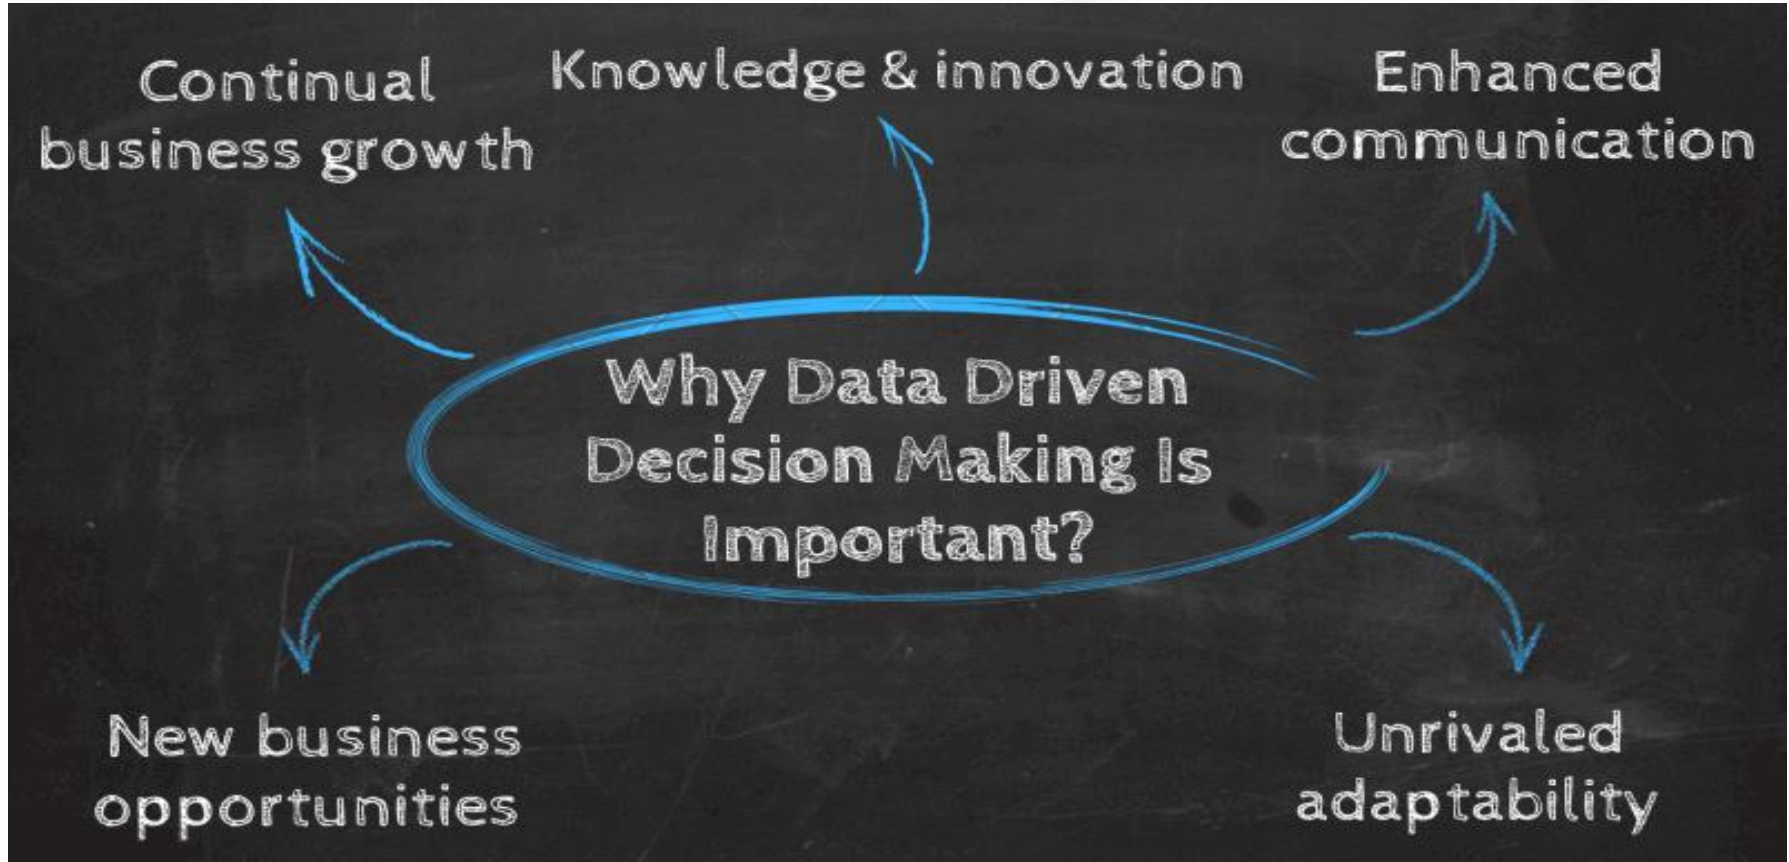 Continual
business growth
Knowledge & innovation
Enhanced
communication
Why Data Driven
Decision Making Is
Important?
New business
opportunities
Unrivaled
adaptability